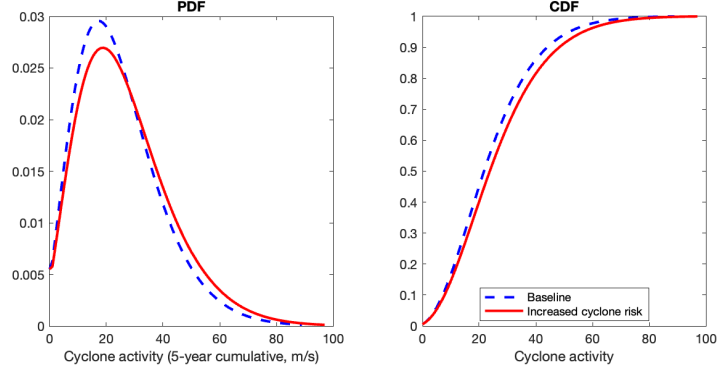 PDF
0.03
0.025
0.02
0.015
0.01
0.005
0
0 20 40 60 80 100
Cyclone activity (5-year cumulative, m/s)
CDF
1
0.9
0.8
0.7
0.6
0.5
0.4
0.3
0.2
0.1
0
0 20 40 60 80 100
Cyclone activity
Baseline
Increased cyclone risk